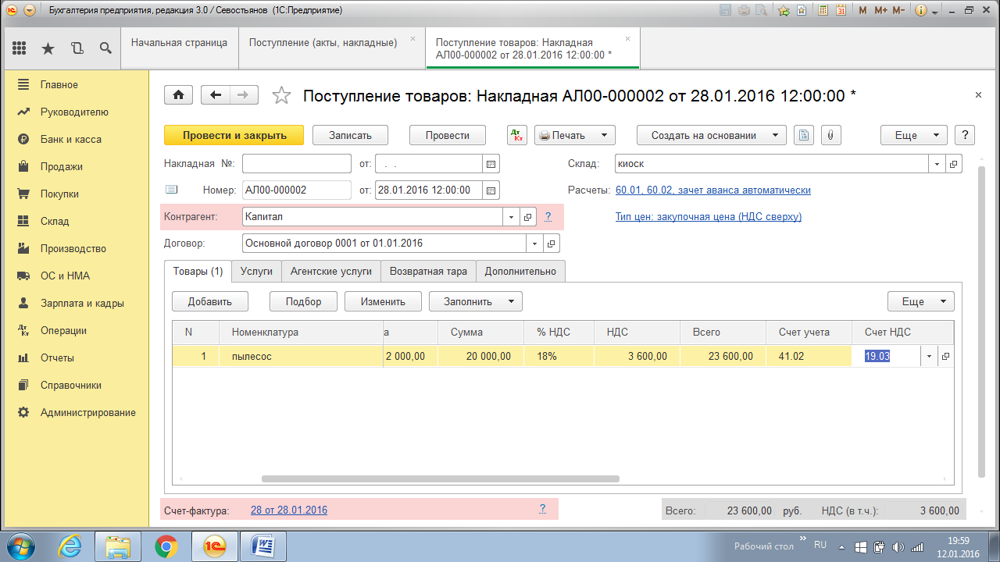 Бухгалтерия предприятия, редакция 3.0 / Севостьянов (1С:Предприятие)
M M+ M-
Начальная страница
Поступление (акты, накладные)
Поступление товаров: Накладная
АЛ00-000002 от 28.01.2016 12:00:00 *
Главное
Руководителю
Банк и касса
Продажи
Покупки
Склад
Производство
ОС и НМА
Зарплата и кадры
Операции
Отчеты
Справочники
Администрирование
Поступление товаров: Накладная АЛ00-000002 от 28.01.2016 12:00:00 *
Провести и закрыть Записать Провести Дт Кт Печать Создать на основании Еще ?
Накладная №: от: . . Склад: киоск
Номер: АЛ00-000002 от: 28.01.2016 12:00:00 Расчеты: 60.01, 60.02, зачет аванса автоматически
Контрагент: Капитал ? Тип цен: закупочная цена (НДС сверху)
Договор: Основной договор 0001 от 01.01.2016
Товары (1) Услуги Агентские услуги Возвратная тара Дополнительно
Добавить Подбор Изменить Заполнить Еще
N Номенклатура а Сумма % НДС НДС Всего Счет учета Счет НДС
1 пылесос 2 000,00 20 000,00 18% 3 600,00 23 600,00 41.02 19.03
Счет-фактура: 28 от 28.01.2016 ? Всего: 23 600,00 руб. НДС (в т.ч.): 3 600,00
Рабочий стол » RU 19:59
12.01.2016